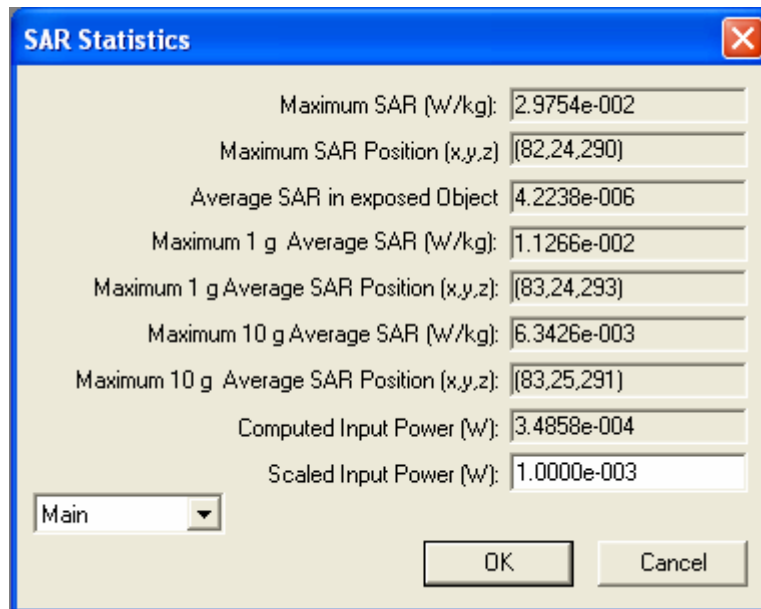 SAR Statistics
Maximum SAR (W/kg): 2.9754e-002
Maximum SAR Position (x,y,z) (82,24,290)
Average SAR in exposed Object 4.2238e-006
Maximum 1 g Average SAR (W/kg): 1.1266e-002
Maximum 1 g Average SAR Position (x,y,z): (83,24,293)
Maximum 10 g Average SAR (W/kg): 6.3426e-003
Maximum 10 g Average SAR Position (x,y,z): (83,25,291)
Computed Input Power (W): 3.4858e-004
Scaled Input Power (W): 1.0000e-003
Main
OK Cancel